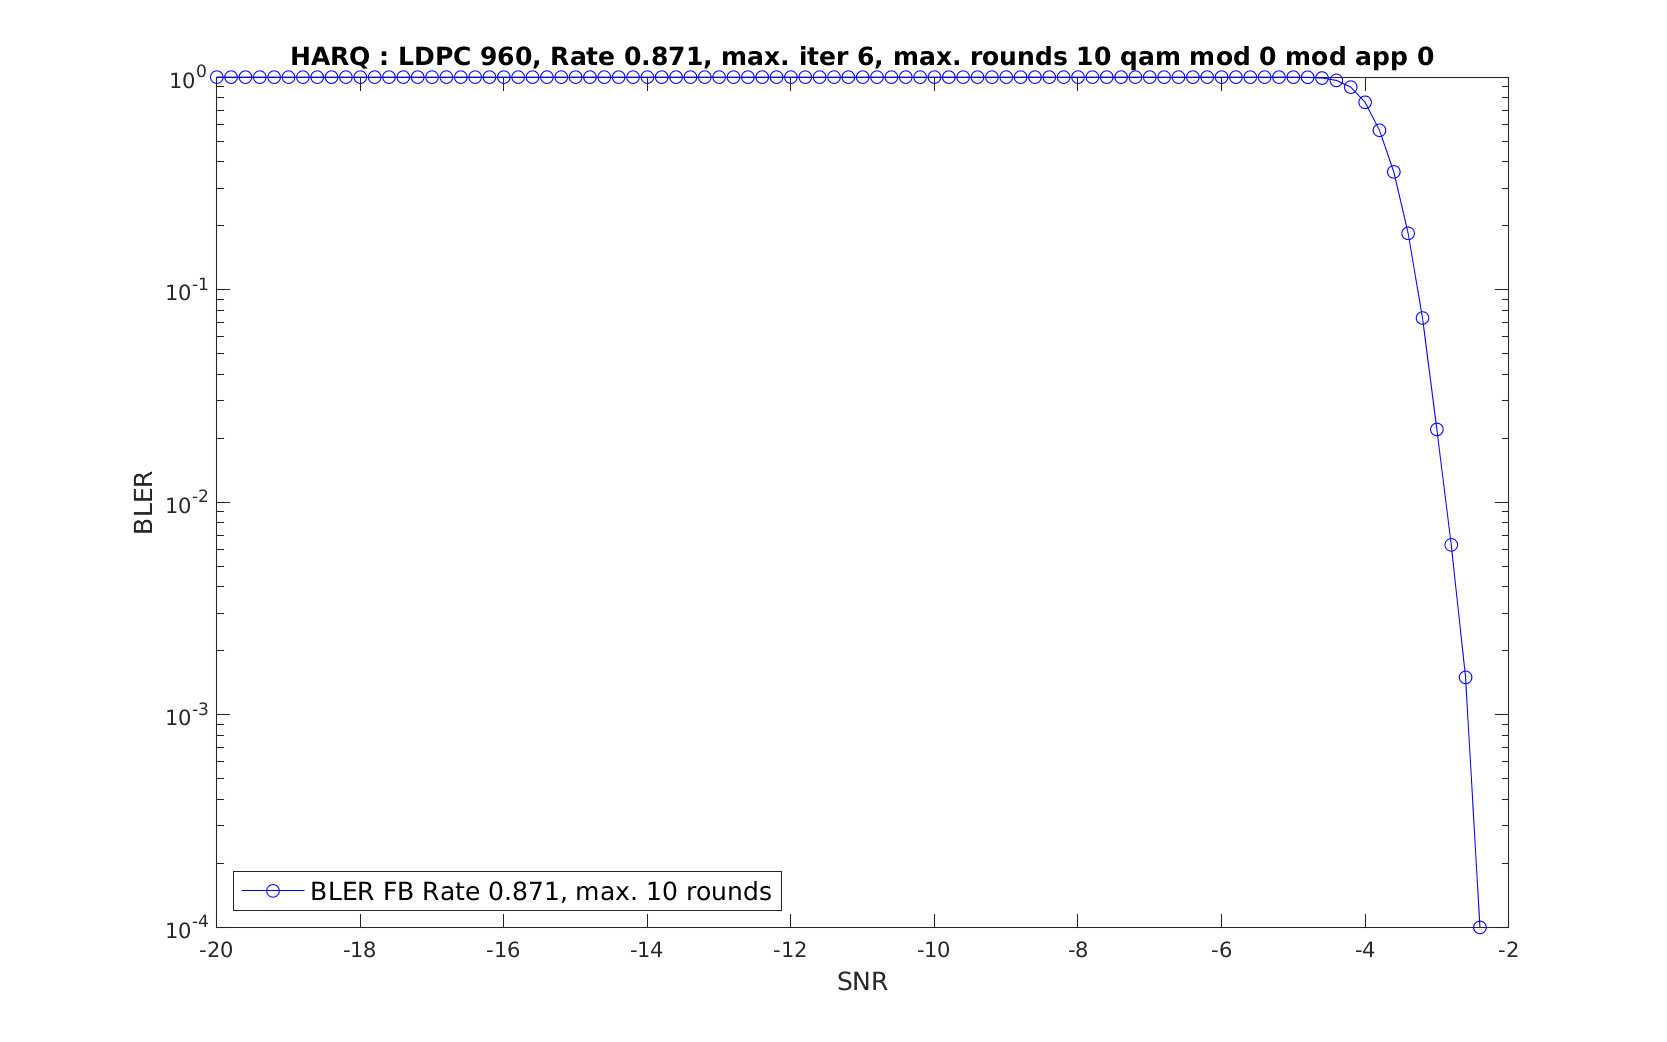 HARQ : LDPC 960, Rate 0.871, max. iter 6, max. rounds 10 qam mod 0 mod app 0
10^0
10^-1
10^-2
10^-3
10^-4
BLER
BLER FB Rate 0.871, max. 10 rounds
-20 -18 -16 -14 -12 -10 -8 -6 -4 -2
SNR